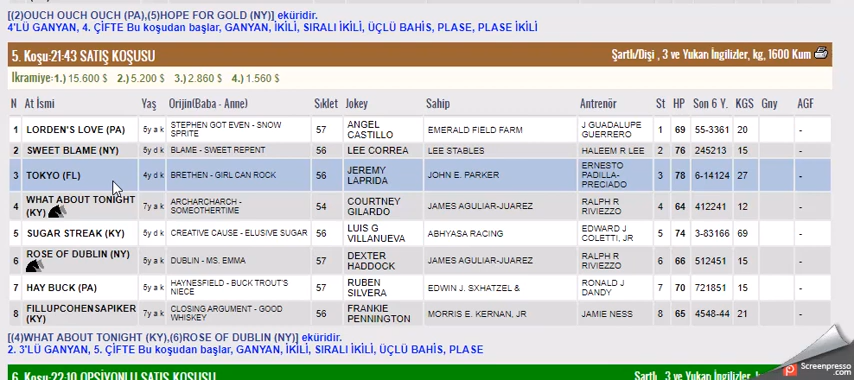 [(2)OUCH OUCH OUCH (PA),(5)HOPE FOR GOLD (NY)] eküridir.
4'LÜ GANYAN, 4. ÇİFTE Bu koşudan başlar, GANYAN, İKİLİ, SIRALI İKİLİ, ÜÇLÜ BAHİS, PLASE, PLASE İKİLİ
5. Koşu:21:43 SATIŞ KOŞUSU Şartlı/Dişi , 3 ve Yukarı İngilizler, kg, 1600 Kum
İkramiye:1.) 15.600 $ 2.) 5.200 $ 3.) 2.860 $ 4.) 1.560 $
N At İsmi Yaş Orijin(Baba - Anne) Sıklet Jokey Sahip Antrenör St HP Son 6 Y. KGS Gny AGF
1 LORDEN'S LOVE (PA) 5y a k STEPHEN GOT EVEN - SNOW SPRITE 57 ANGEL CASTILLO EMERALD FIELD FARM J GUADALUPE GUERRERO 1 69 55-3361 20 -
2 SWEET BLAME (NY) 5y d k BLAME - SWEET REPENT 56 LEE CORREA LEE STABLES HALEEM R LEE 2 76 245213 15 -
3 TOKYO (FL) 4y d k BRETHEN - GIRL CAN ROCK 56 JEREMY LAPRIDA JOHN E. PARKER ERNESTO PADILLA-PRECIADO 3 78 6-14124 27 -
4 WHAT ABOUT TONIGHT (KY) 7y a k ARCHARCHARCH - SOMEOTHERTIME 54 COURTNEY GILARDO JAMES AGULIAR-JUAREZ RALPH R RIVIEZZO 4 64 412241 12 -
5 SUGAR STREAK (KY) 5y d k CREATIVE CAUSE - ELUSIVE SUGAR 56 LUIS G VILLANUEVA ABHYASA RACING EDWARD J COLETTI, JR 5 74 3-83166 69 -
6 ROSE OF DUBLIN (NY) 5y d k DUBLIN - MS. EMMA 57 DEXTER HADDOCK JAMES AGULIAR-JUAREZ RALPH R RIVIEZZO 6 66 512451 15 -
7 HAY BUCK (PA) 5y a k HAYNESFIELD - BUCK TROUT'S NIECE 57 RUBEN SILVERA EDWIN J. SXHATZEL & RONALD J DANDY 7 70 721851 15 -
8 FILLUPCOHENSAPIKER (KY) 7y a k CLOSING ARGUMENT - GOOD WHISKEY 56 FRANKIE PENNINGTON MORRIS E. KERNAN, JR JAMIE NESS 8 65 4548-44 21 -
[(4)WHAT ABOUT TONIGHT (KY),(6)ROSE OF DUBLIN (NY)] eküridir.
2. 3'LÜ GANYAN, 5. ÇİFTE Bu koşudan başlar, GANYAN, İKİLİ, SIRALI İKİLİ, ÜÇLÜ BAHİS, PLASE
6. Koşu:22:10 OPSİYONLU SATIŞ KOŞUSU Şartlı
Screenpresso
.com